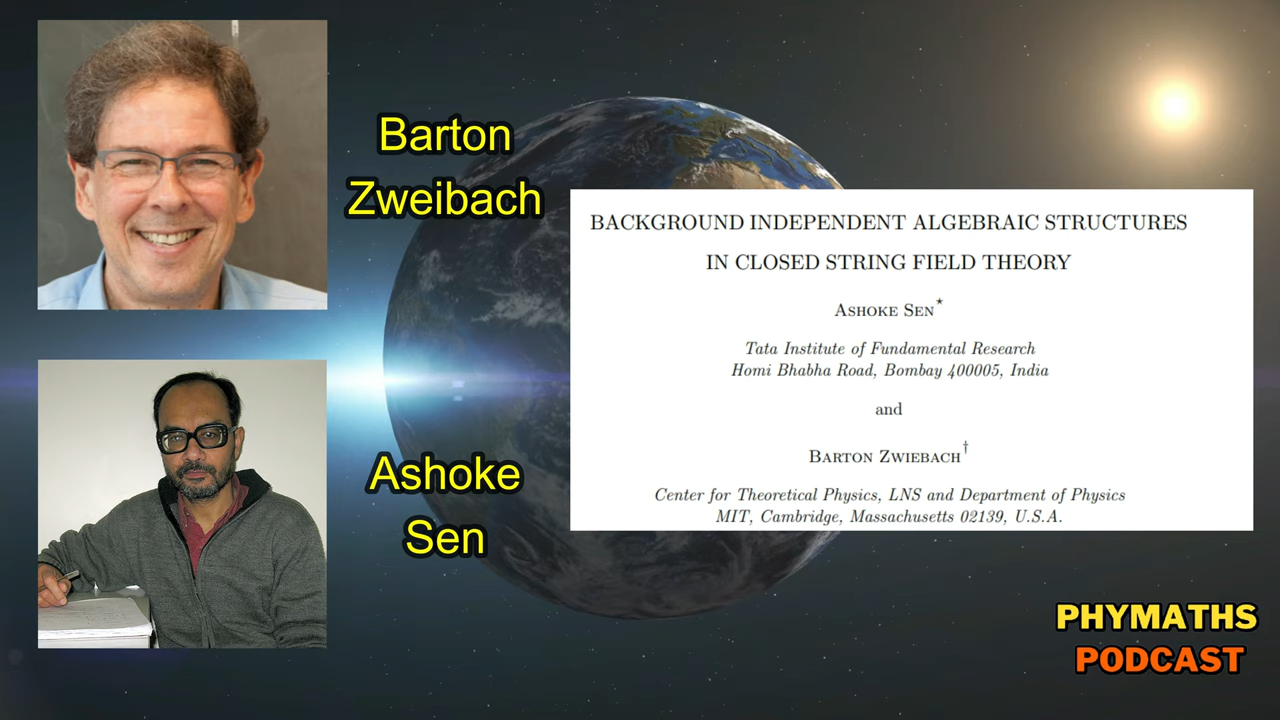 Barton
Zweibach
BACKGROUND INDEPENDENT ALGEBRAIC STRUCTURES
IN CLOSED STRING FIELD THEORY
ASHOKE SEN*
Tata Institute of Fundamental Research
Homi Bhabha Road, Bombay 400005, India
and
BARTON ZWIEBACH†
Center for Theoretical Physics, LNS and Department of Physics
MIT, Cambridge, Massachusetts 02139, U.S.A.
Ashoke
Sen
PHYMATHS
PODCAST